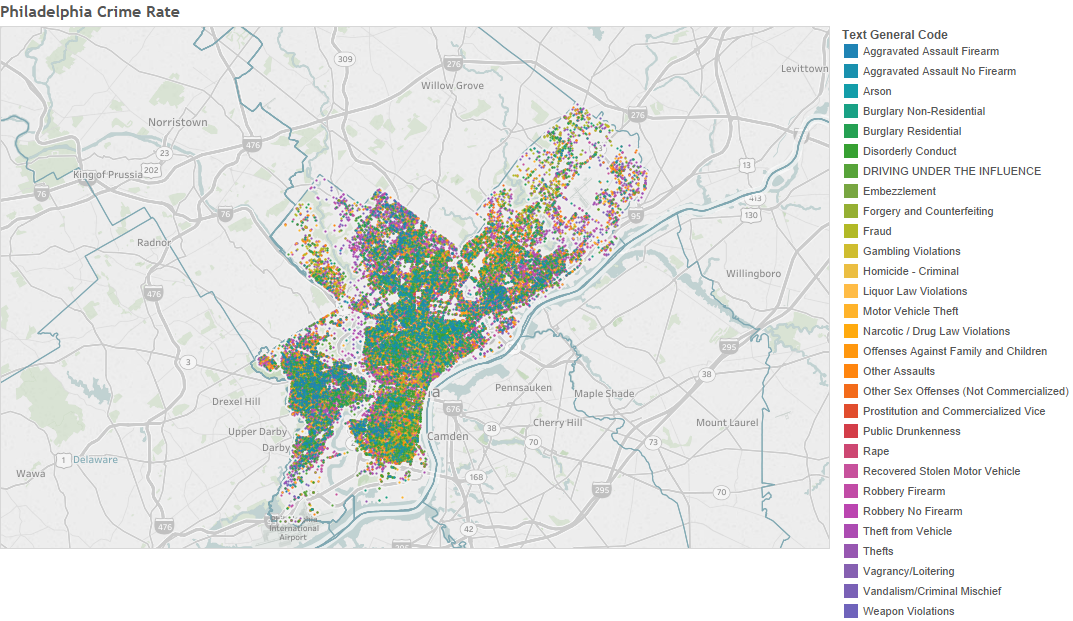 Philadelphia Crime Rate
Text General Code
Aggravated Assault Firearm
Aggravated Assault No Firearm
Arson
Burglary Non-Residential
Burglary Residential
Disorderly Conduct
DRIVING UNDER THE INFLUENCE
Embezzlement
Forgery and Counterfeiting
Fraud
Gambling Violations
Homicide - Criminal
Liquor Law Violations
Motor Vehicle Theft
Narcotic / Drug Law Violations
Offenses Against Family and Children
Other Assaults
Other Sex Offenses (Not Commercialized)
Prostitution and Commercialized Vice
Public Drunkenness
Rape
Recovered Stolen Motor Vehicle
Robbery Firearm
Robbery No Firearm
Theft from Vehicle
Thefts
Vagrancy/Loitering
Vandalism/Criminal Mischief
Weapon Violations
309
276
Levittown
Willow Grove
276
Norristown
476
23
202
King of Prussia
13
76
413
130
76
95
Radnor
Willingboro
476
295
3
38
Pennsauken
Maple Shade
Drexel Hill
676
Mount Laurel
Cherry Hill
38
Upper Darby
Camden
70
73
Darby
1
Delaware
Wawa
168
295
70
476
International
Airport
42